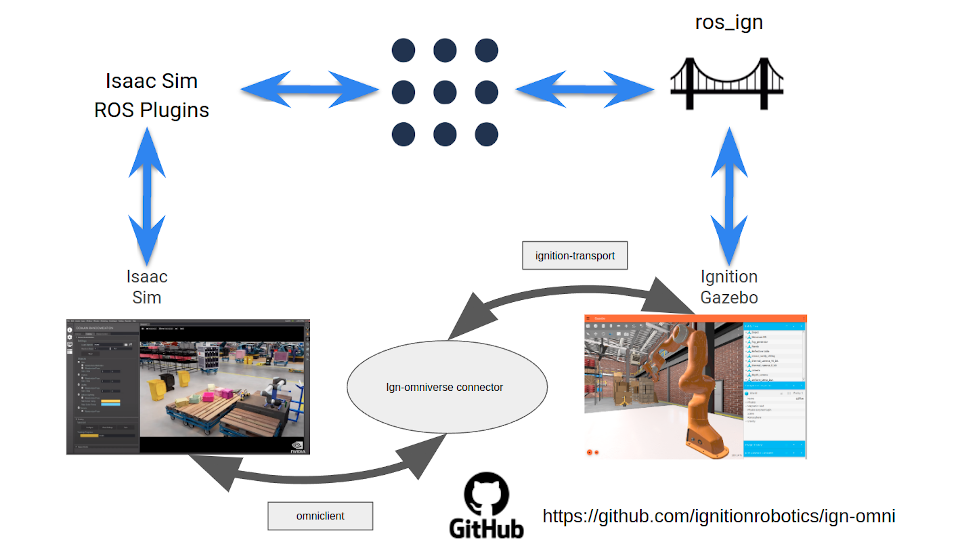 ros_ign
Isaac Sim
ROS Plugins
ignition-transport
Isaac
Sim
Ignition
Gazebo
Ign-omniverse connector
omniclient
GitHub
https://github.com/ignitionrobotics/ign-omni